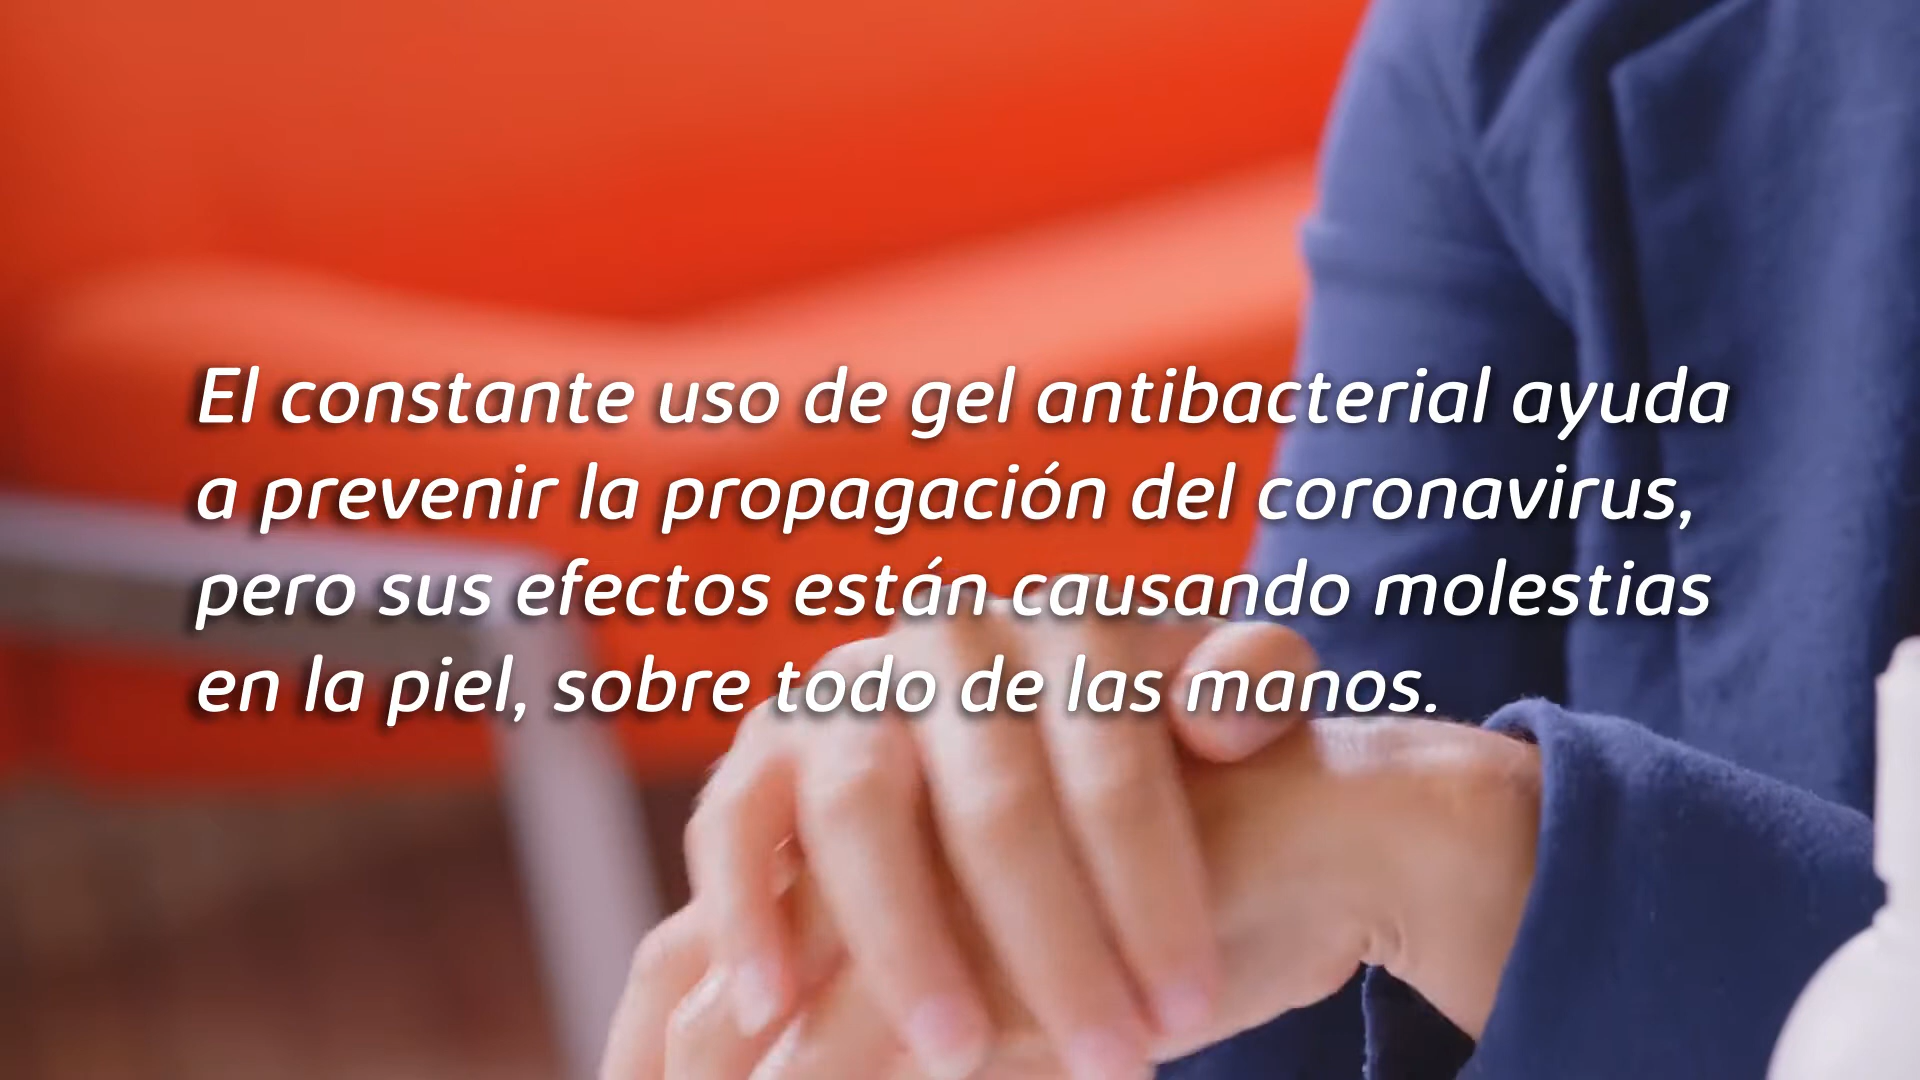 El constante uso de gel antibacterial ayuda
a prevenir la propagación del coronavirus,
pero sus efectos están causando molestias
en la piel, sobre todo de las manos.